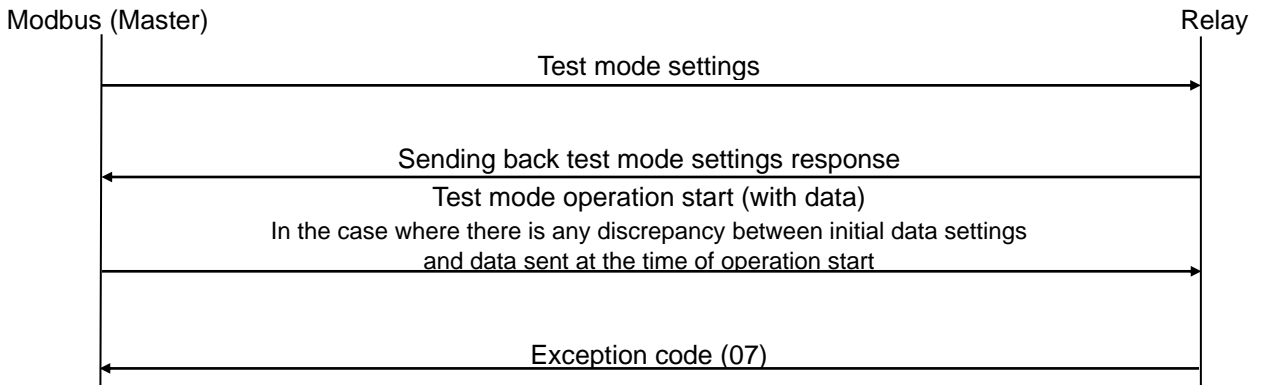 Modbus (Master)
Relay
Test mode settings
Sending back test mode settings response
Test mode operation start (with data)
In the case where there is any discrepancy between initial data settings
and data sent at the time of operation start
Exception code (07)